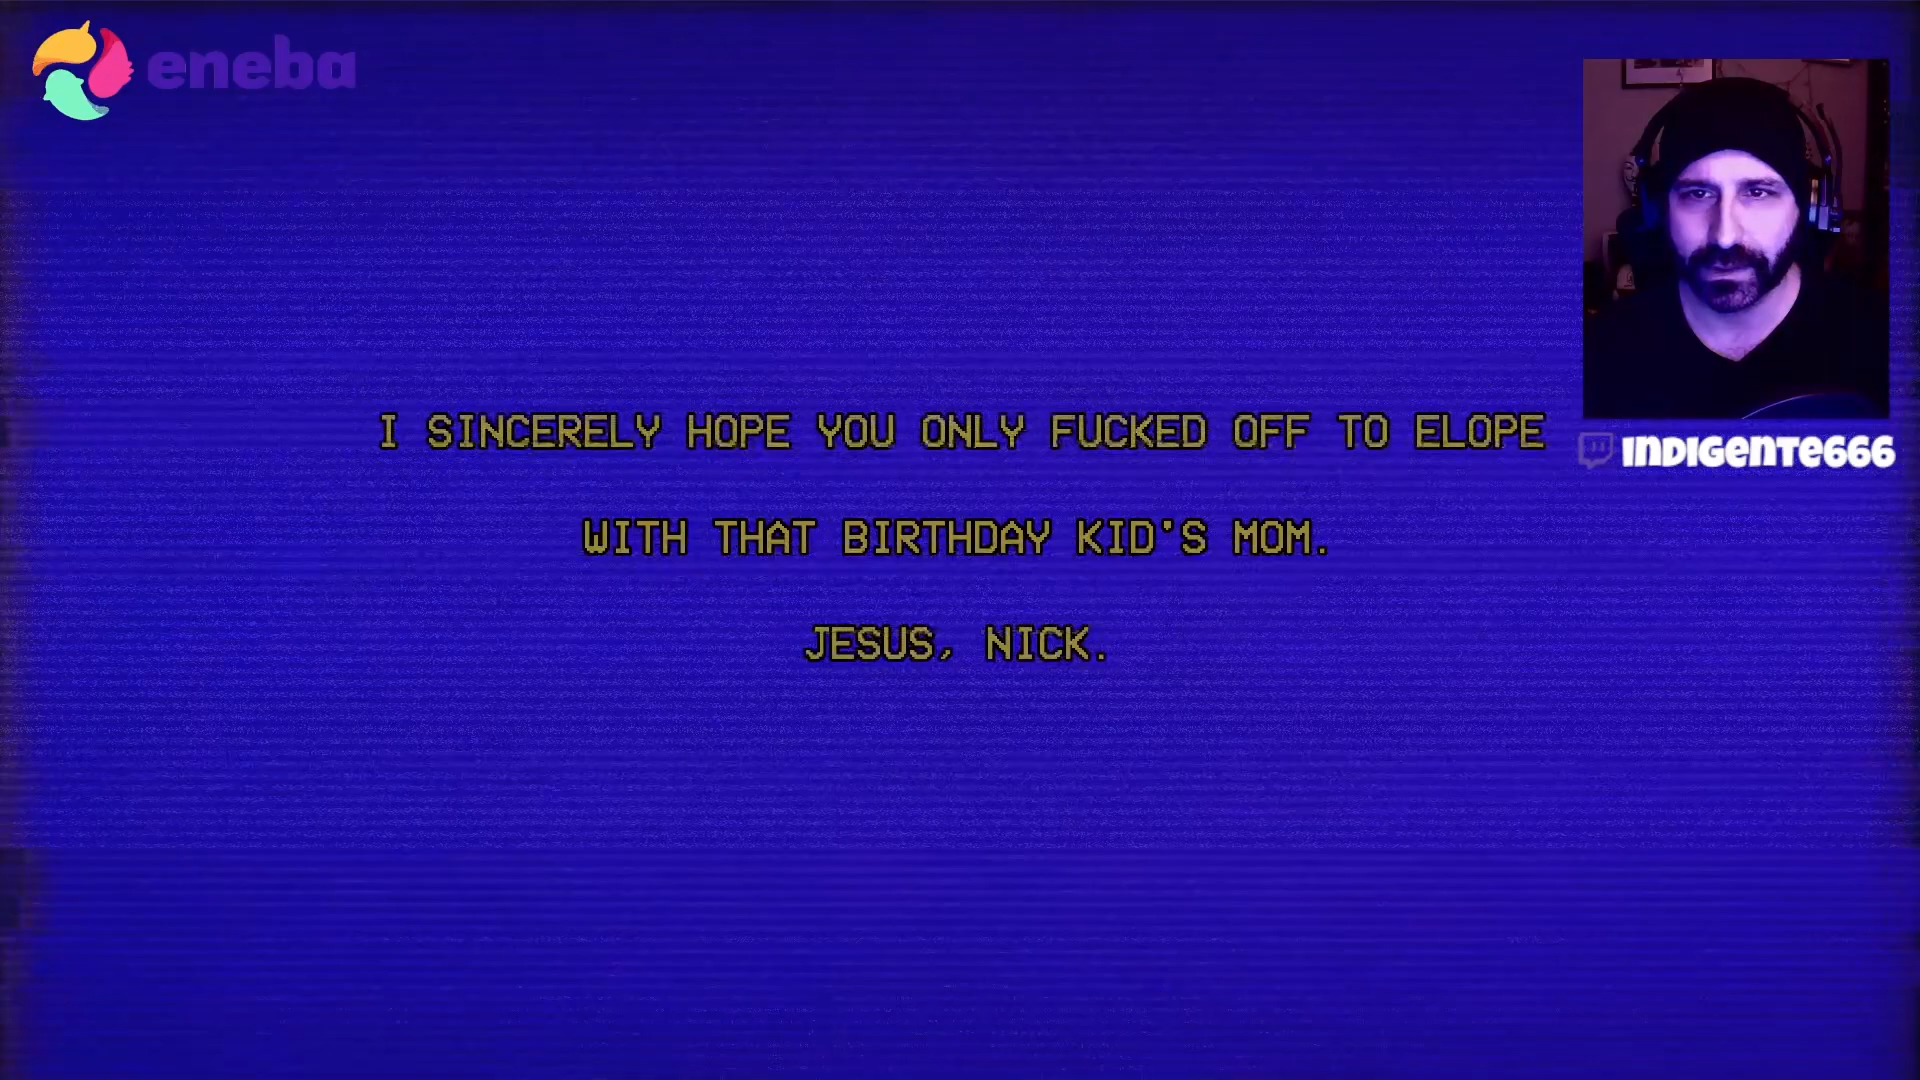 eneba
I SINCERELY HOPE YOU ONLY FUCKED OFF TO ELOPE
WITH THAT BIRTHDAY KID'S MOM.
JESUS, NICK.
INDIGENTE666